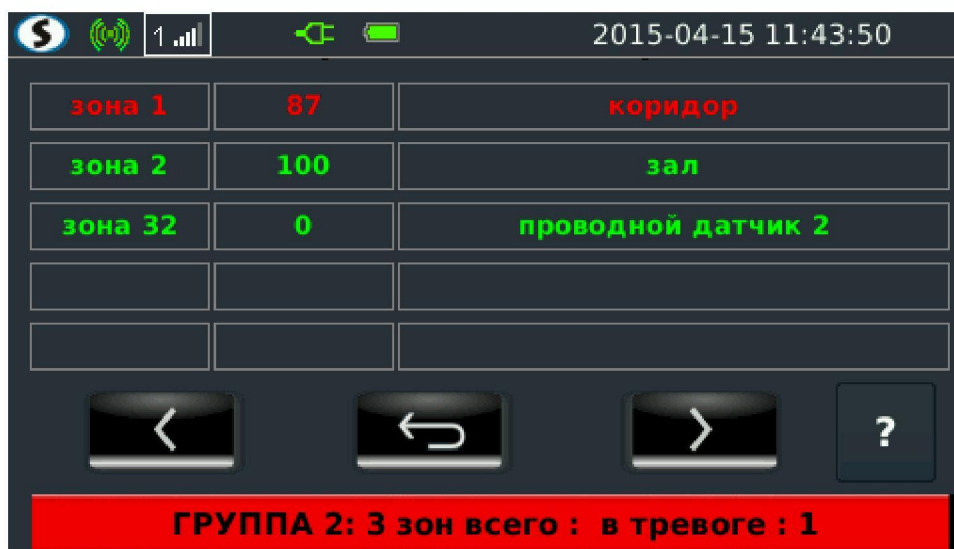 S 1 2015-04-15 11:43:50
зона 1 87 коридор
зона 2 100 зал
зона 32 0 проводной датчик 2
?
ГРУППА 2: 3 зон всего : в тревоге : 1